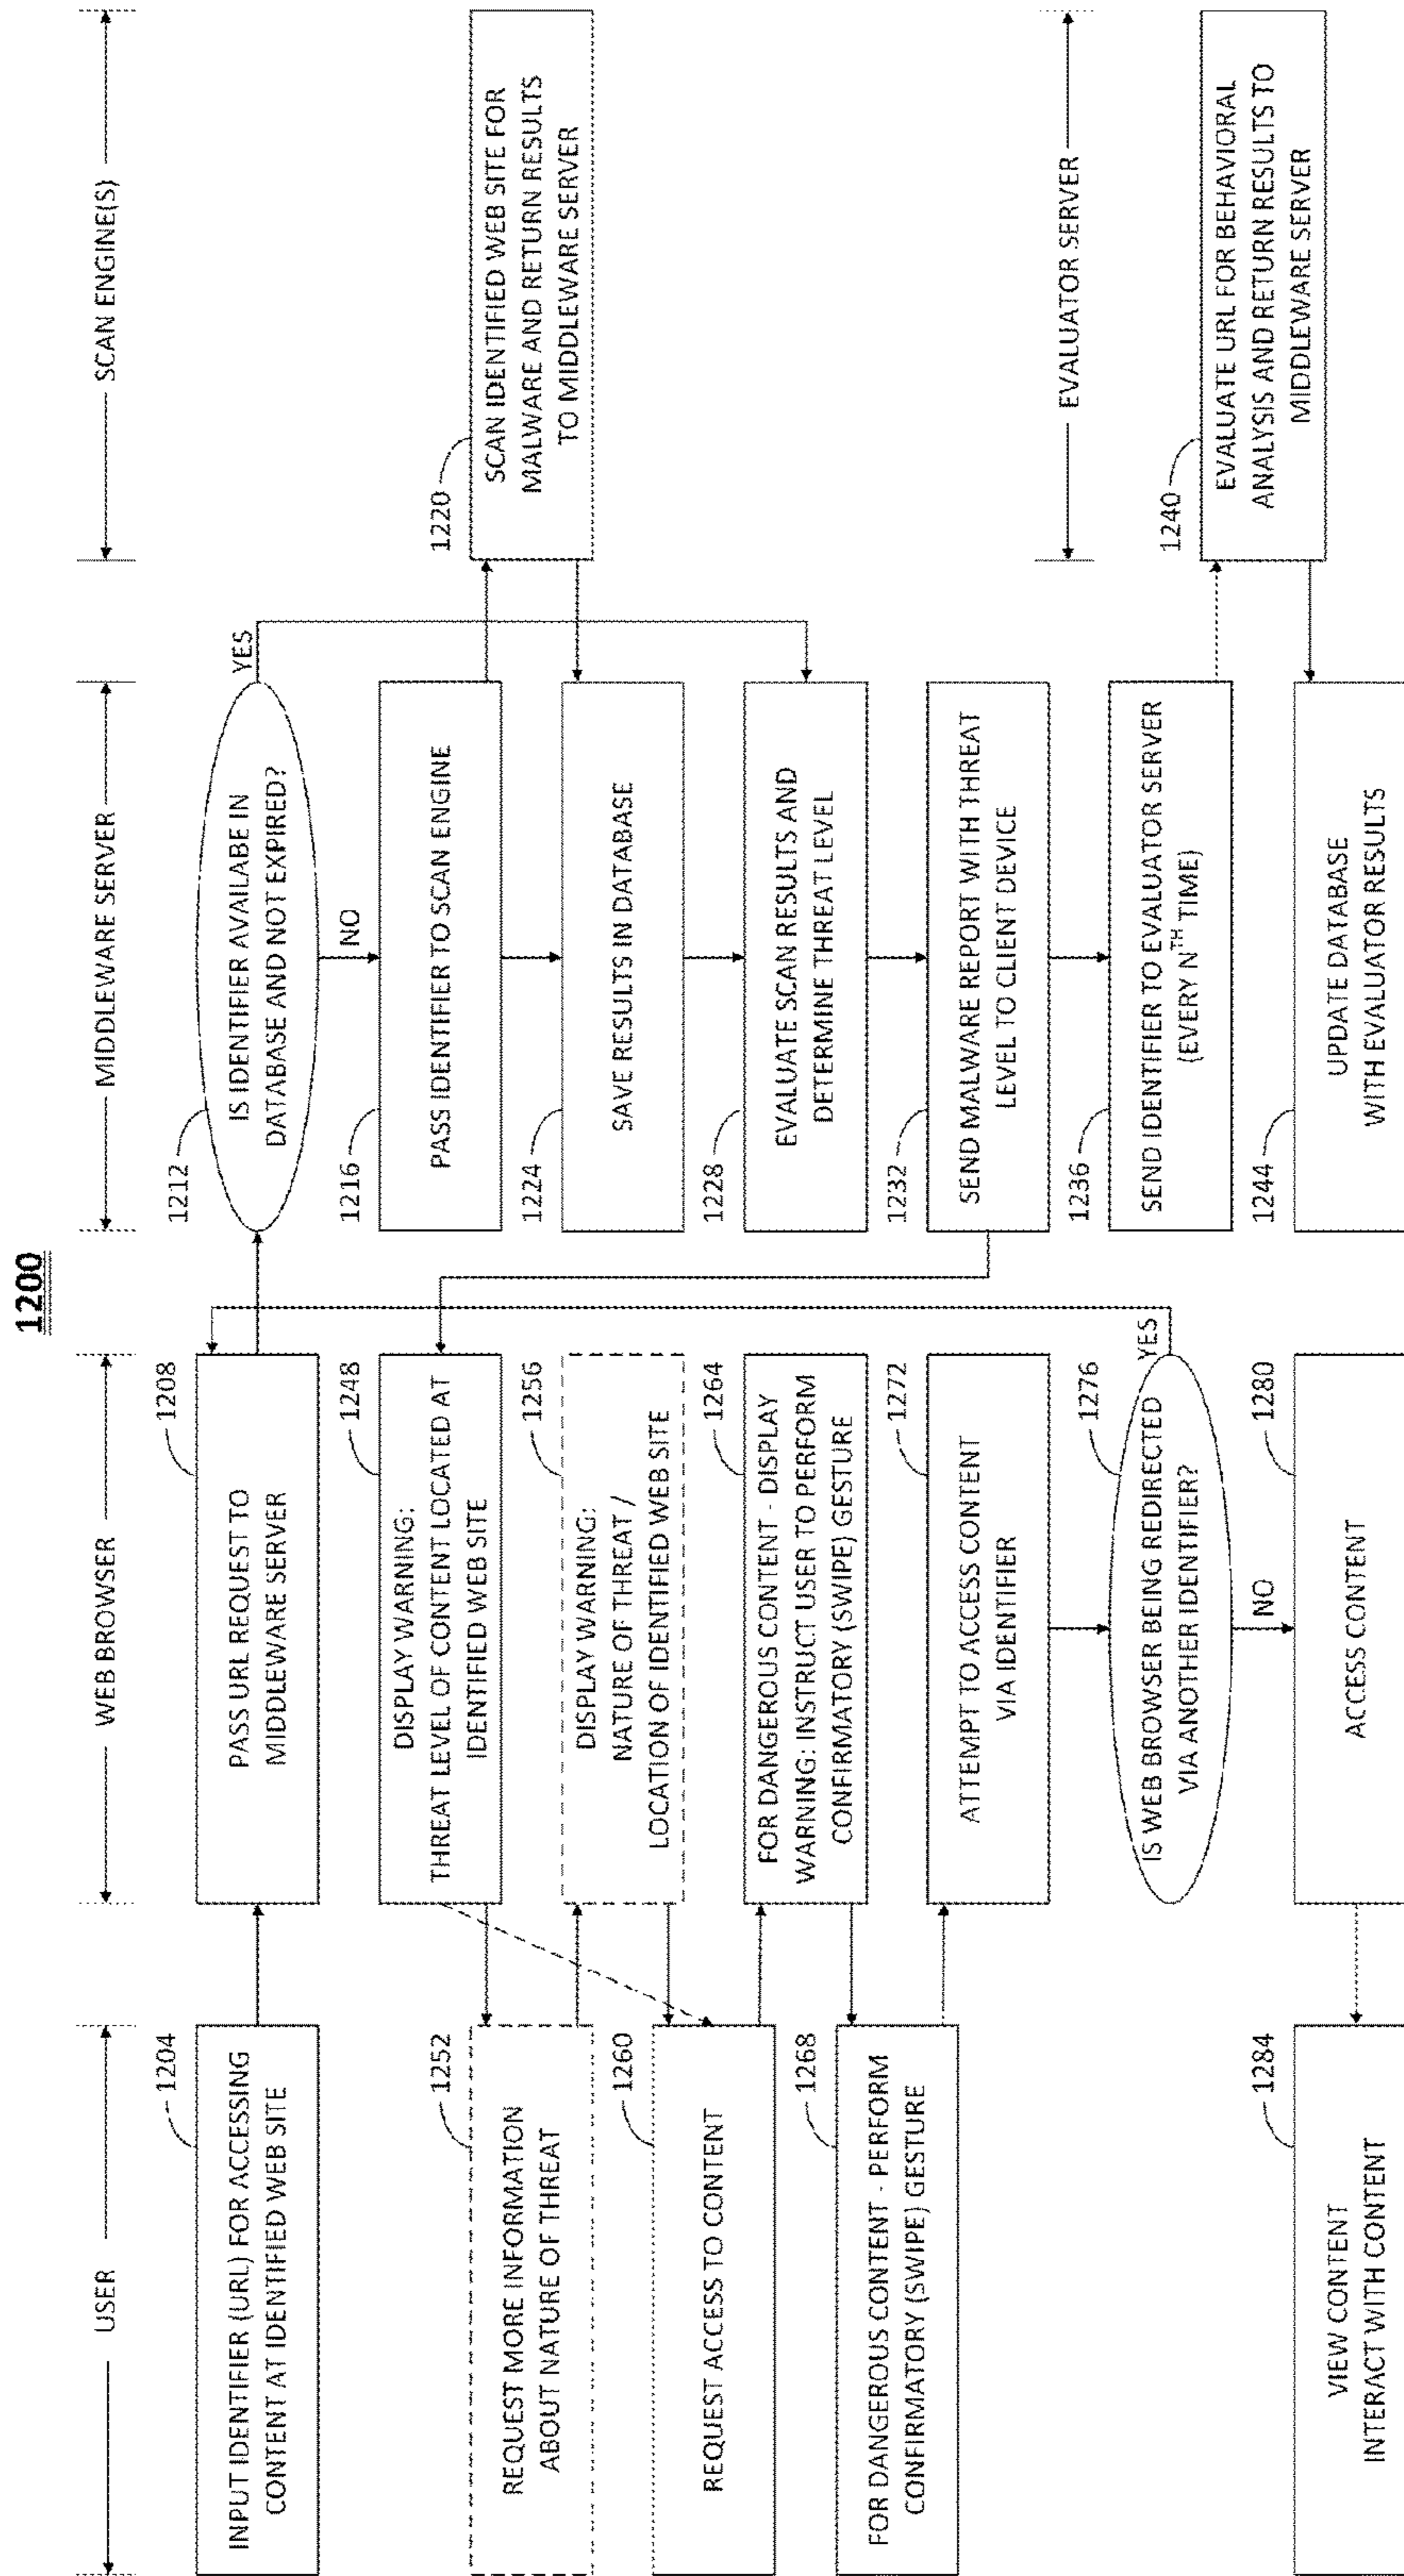 1200
USER
WEB BROWSER
MIDDLEWARE SERVER
SCAN ENGINE(S)
1204
INPUT IDENTIFIER (URL) FOR ACCESSING
CONTENT AT IDENTIFIED WEB SITE
1208
PASS URL REQUEST TO
MIDDLEWARE SERVER
1212
IS IDENTIFIER AVAILABE IN
DATABASE AND NOT EXPIRED?
YES
NO
1216
PASS IDENTIFIER TO SCAN ENGINE
1220
SCAN IDENTIFIED WEB SITE FOR
MALWARE AND RETURN RESULTS
TO MIDDLEWARE SERVER
1224
SAVE RESULTS IN DATABASE
1228
EVALUATE SCAN RESULTS AND
DETERMINE THREAT LEVEL
1232
SEND MALWARE REPORT WITH THREAT
LEVEL TO CLIENT DEVICE
1236
SEND IDENTIFIER TO EVALUATOR SERVER
(EVERY NTH TIME)
EVALUATOR SERVER
1240
EVALUATE URL FOR BEHAVIORAL
ANALYSIS AND RETURN RESULTS TO
MIDDLEWARE SERVER
1244
UPDATE DATABASE
WITH EVALUATOR RESULTS
1248
DISPLAY WARNING:
THREAT LEVEL OF CONTENT LOCATED AT
IDENTIFIED WEB SITE
1252
REQUEST MORE INFORMATION
ABOUT NATURE OF THREAT
1256
DISPLAY WARNING:
NATURE OF THREAT /
LOCATION OF IDENTIFIED WEB SITE
1260
REQUEST ACCESS TO CONTENT
1264
FOR DANGEROUS CONTENT - DISPLAY
WARNING: INSTRUCT USER TO PERFORM
CONFIRMATORY (SWIPE) GESTURE
1268
FOR DANGEROUS CONTENT - PERFORM
CONFIRMATORY (SWIPE) GESTURE
1272
ATTEMPT TO ACCESS CONTENT
VIA IDENTIFIER
1276
IS WEB BROWSER BEING REDIRECTED
VIA ANOTHER IDENTIFIER?
YES
NO
1280
ACCESS CONTENT
1284
VIEW CONTENT
INTERACT WITH CONTENT